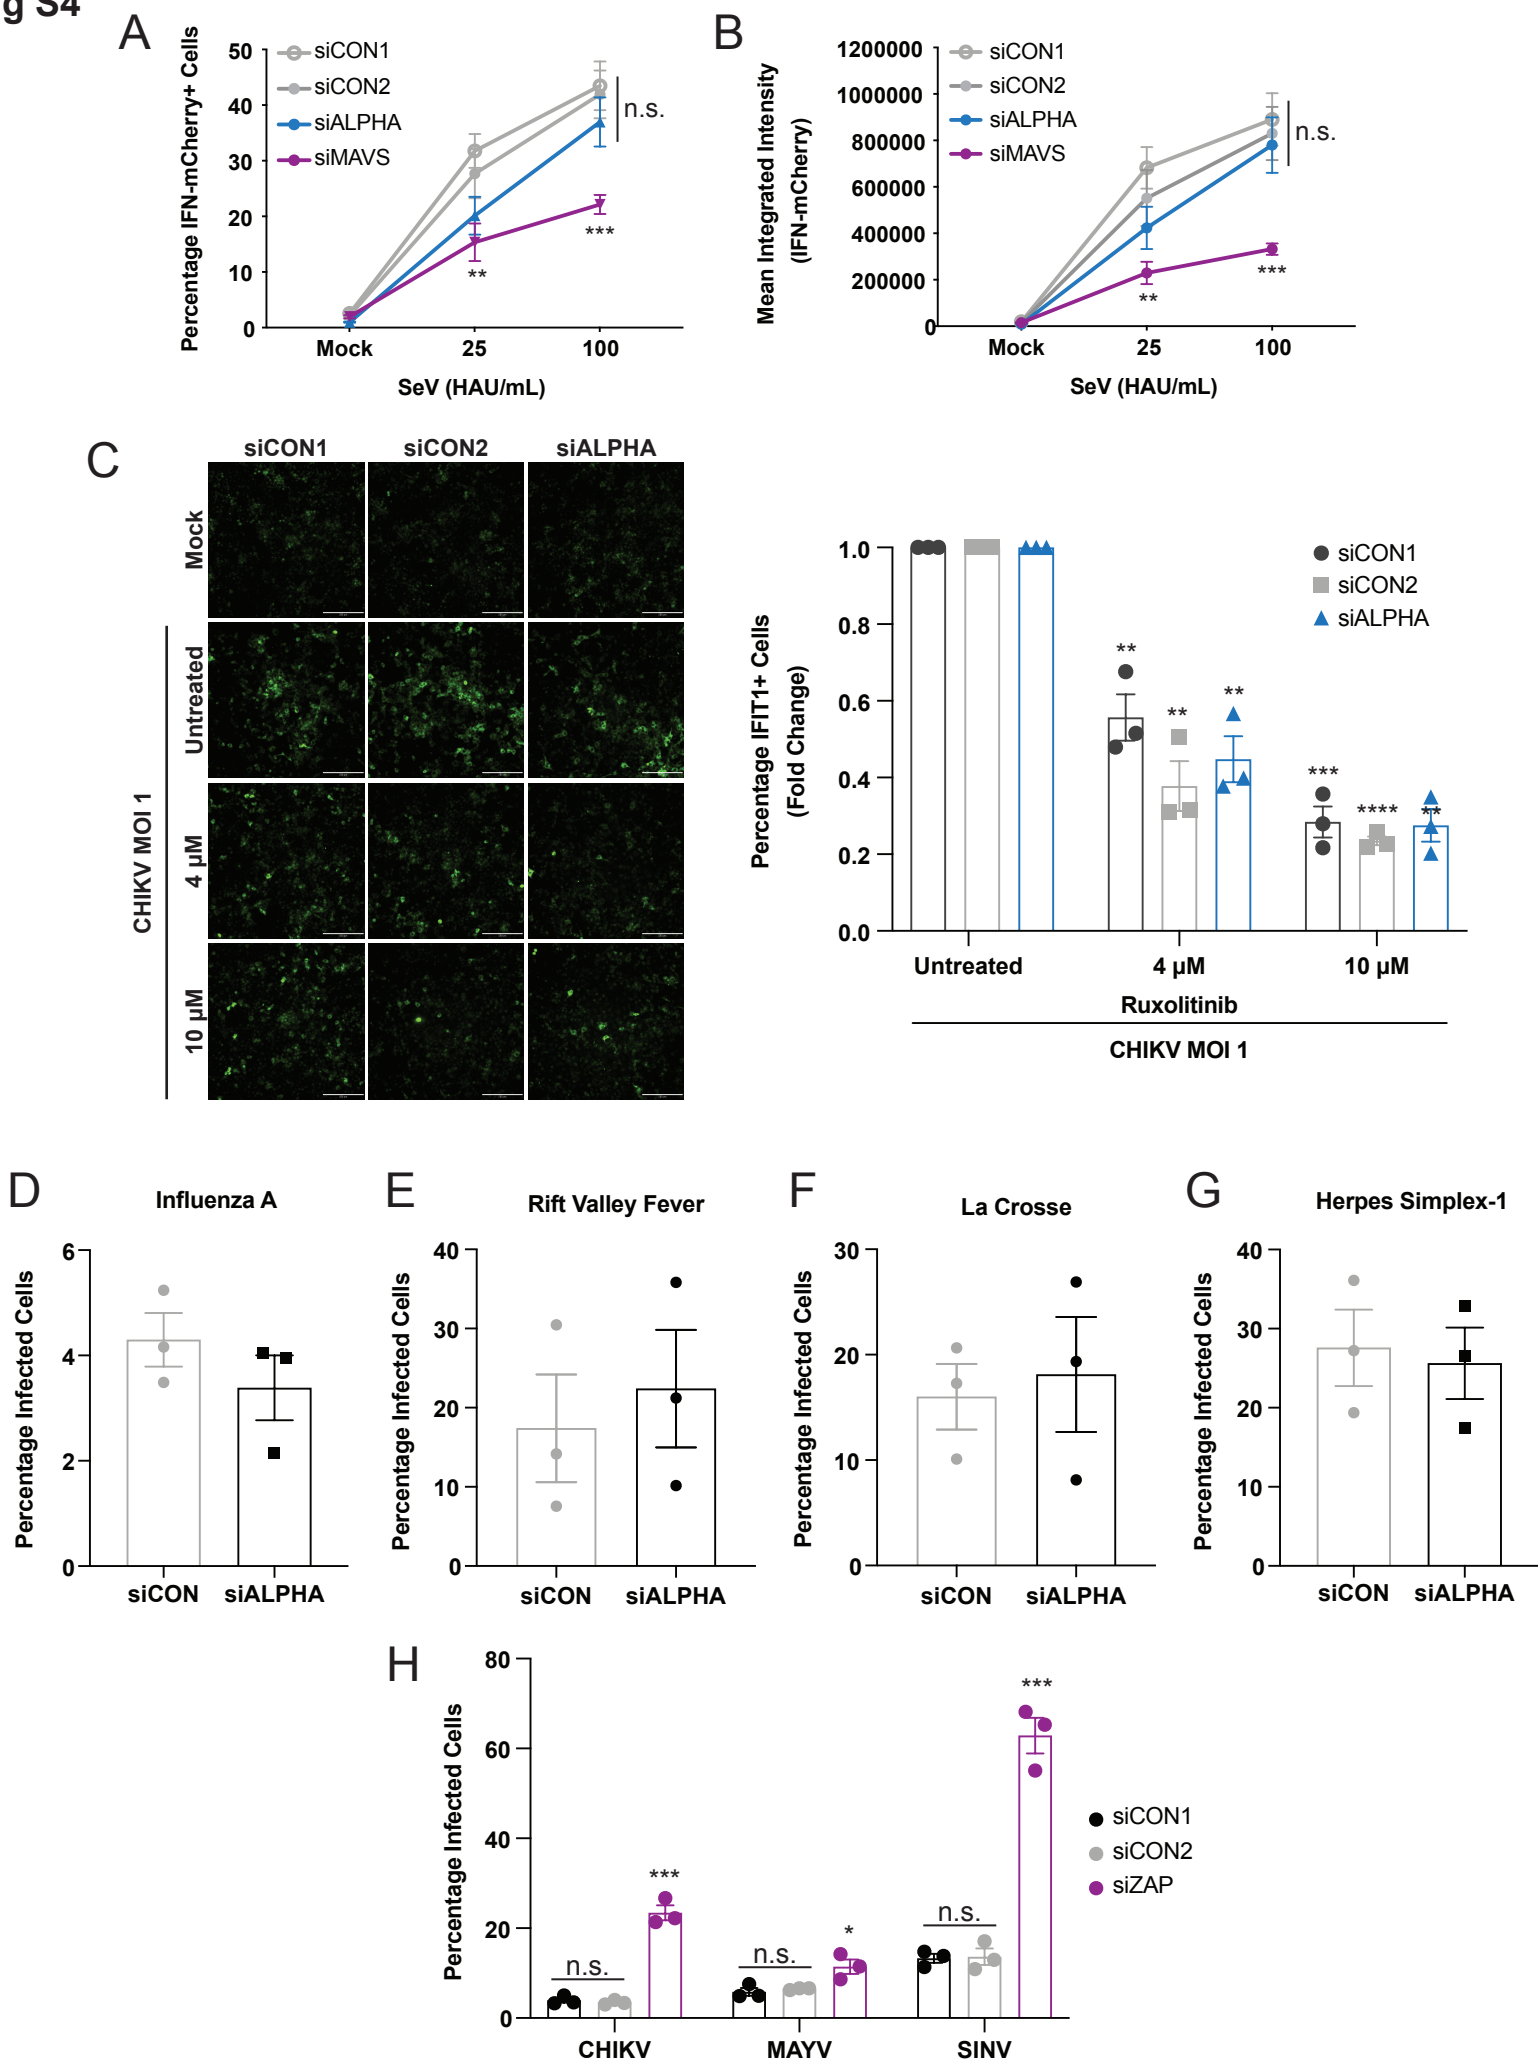 g S4
A
B
50
40
30
20
10
0
Percentage IFN-mCherry+ Cells
siCON1
siCON2
siALPHA
siMAVS
n.s.
**
***
Mock
25
100
SeV (HAU/mL)
1200000
1000000
800000
600000
400000
200000
0
Mean Integrated Intensity
(IFN-mCherry)
siCON1
siCON2
siALPHA
siMAVS
n.s.
**
***
Mock
25
100
SeV (HAU/mL)
C
siCON1
siCON2
siALPHA
Mock
Untreated
4 µM
10 µM
CHIKV MOI 1
Percentage IFIT1+ Cells
(Fold Change)
1.0
0.8
0.6
0.4
0.2
0.0
siCON1
siCON2
siALPHA
**
**
**
***
****
**
Untreated
4 µM
10 µM
Ruxolitinib
CHIKV MOI 1
D
Influenza A
Percentage Infected Cells
6
4
2
0
siCON
siALPHA
E
Rift Valley Fever
Percentage Infected Cells
40
30
20
10
0
siCON
siALPHA
F
La Crosse
Percentage Infected Cells
30
20
10
0
siCON
siALPHA
G
Herpes Simplex-1
Percentage Infected Cells
40
30
20
10
0
siCON
siALPHA
H
Percentage Infected Cells
80
60
40
20
0
n.s.
***
n.s.
*
n.s.
***
siCON1
siCON2
siZAP
CHIKV
MAYV
SINV